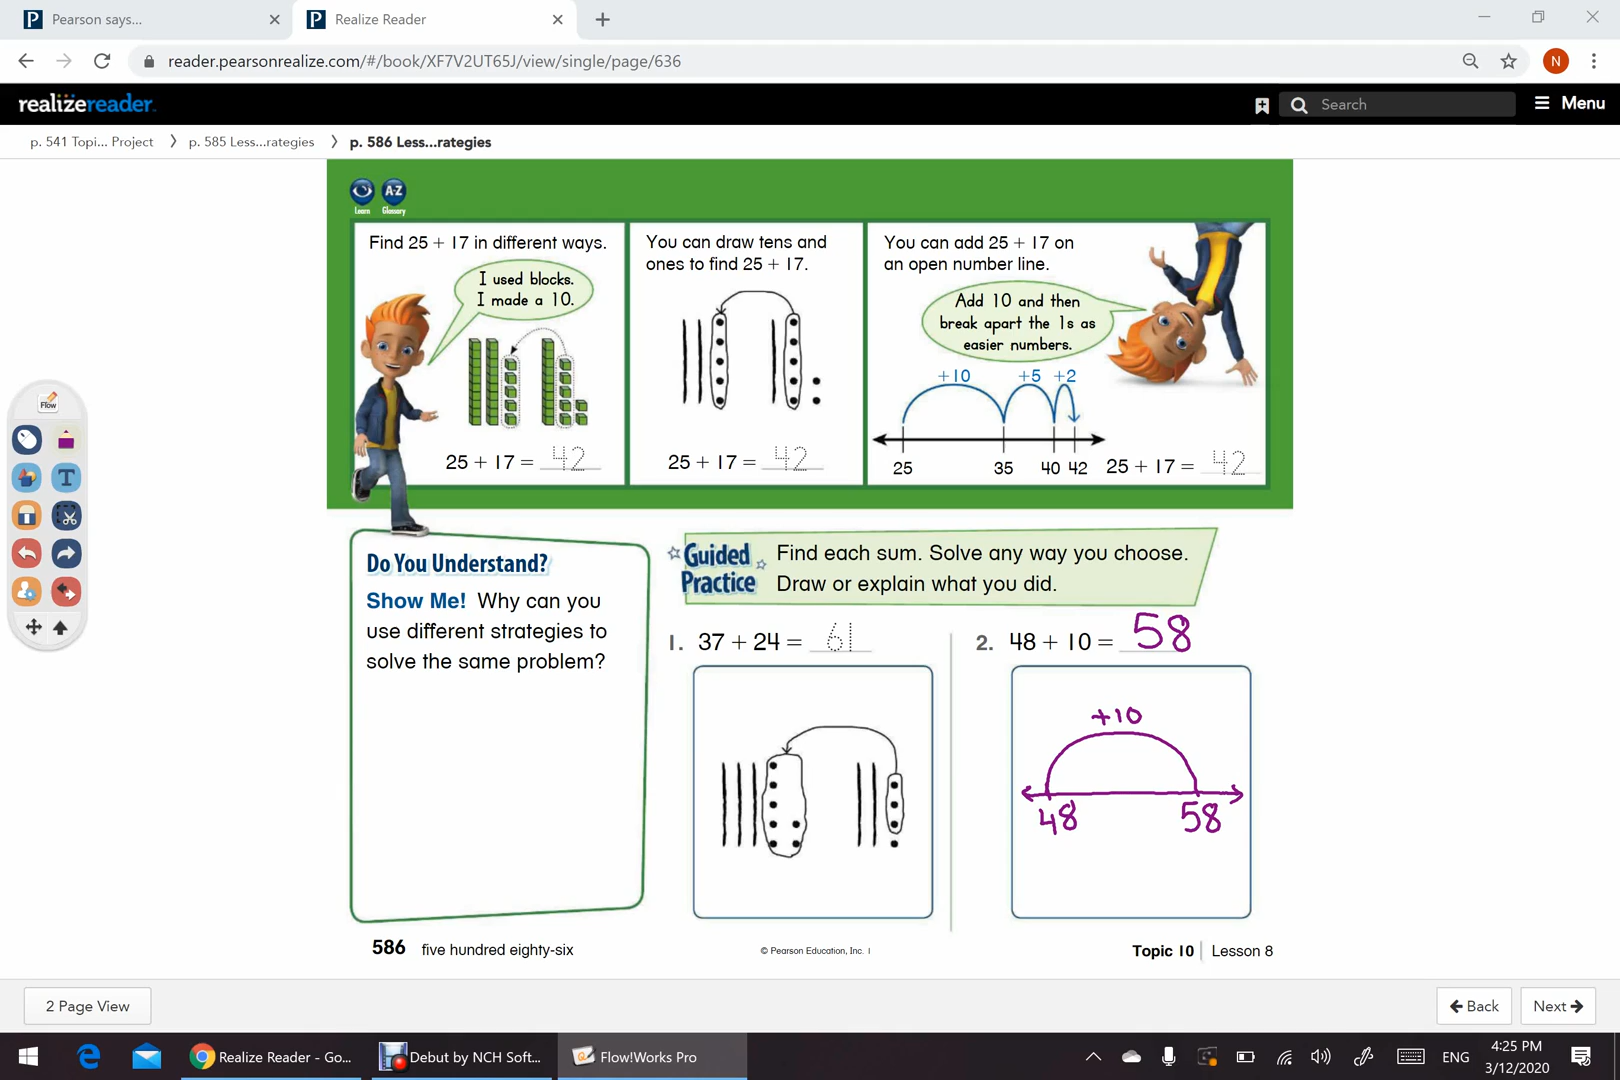 Pearson says...
Realize Reader
reader.pearsonrealize.com/#/book/XF7V2UT65J/view/single/page/636
N
realizereader.
Search
Menu
p. 541 Topi... Project
p. 585 Less...rategies
p. 586 Less...rategies
Learn
A-Z
Glossary
Find 25 + 17 in different ways.
I used blocks.
I made a 10.
25 + 17 = 42
You can draw tens and
ones to find 25 + 17.
25 + 17 = 42
You can add 25 + 17 on
an open number line.
Add 10 and then
break apart the 1s as
easier numbers.
+10 +5 +2
25 35 40 42
25 + 17 = 42
Flow
T
Do You Understand?
Show Me! Why can you
use different strategies to
solve the same problem?
Guided
Practice
Find each sum. Solve any way you choose.
Draw or explain what you did.
1. 37 + 24 = 61
2. 48 + 10 = 58
+10
48 58
586 five hundred eighty-six
© Pearson Education, Inc. 1
Topic 10 Lesson 8
2 Page View
Back
Next
Realize Reader - Go...
Debut by NCH Soft...
Flow!Works Pro
ENG
4:25 PM
3/12/2020